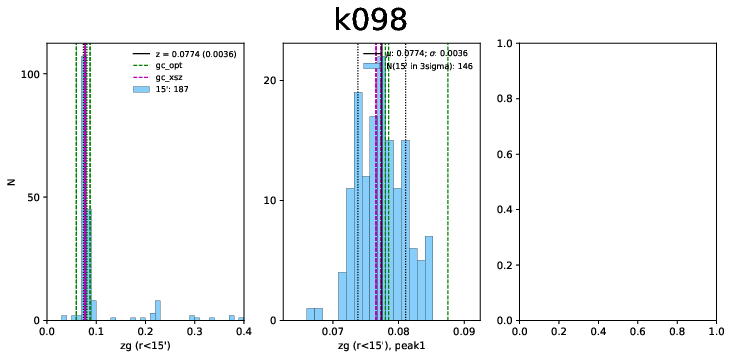 k098
z = 0.0774 (0.0036)
gc_opt
gc_xsz
15': 187
N
100
50
0
0.0 0.1 0.2 0.3 0.4
zg (r<15')
μ: 0.0774; σ: 0.0036
N(15' in 3sigma): 146
20
10
0
0.07 0.08 0.09
zg (r<15'), peak1
1.0
0.8
0.6
0.4
0.2
0.0
0.0 0.2 0.4 0.6 0.8 1.0